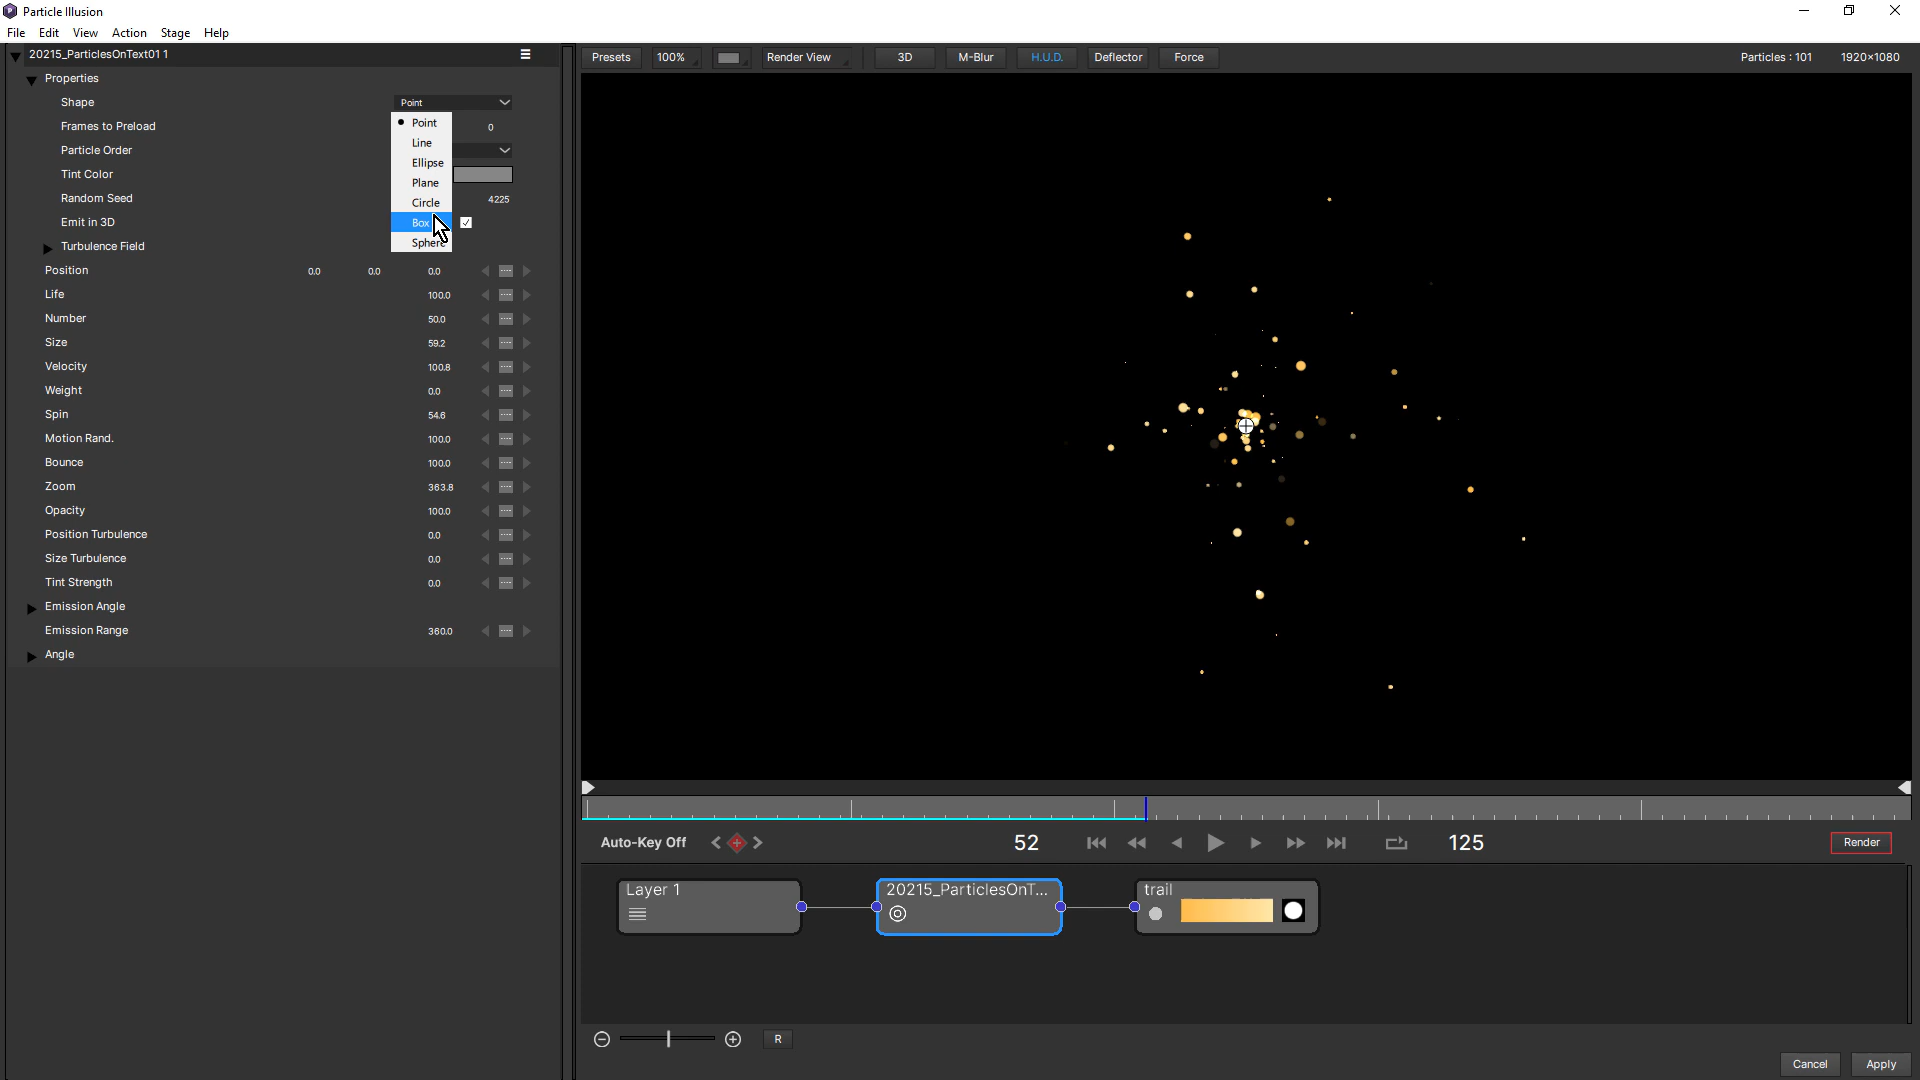 Particle Illusion
File Edit View Action Stage Help
20215_ParticlesOnText01 1
Properties
Shape Point
Point
Line
Ellipse
Plane
Circle
Box
Sphere
Frames to Preload 0
Particle Order
Tint Color
Random Seed 4225
Emit in 3D
Turbulence Field
Position 0.0 0.0 0.0
Life 100.0
Number 50.0
Size 59.2
Velocity 100.8
Weight 0.0
Spin 54.6
Motion Rand. 100.0
Bounce 100.0
Zoom 363.8
Opacity 100.0
Position Turbulence 0.0
Size Turbulence 0.0
Tint Strength 0.0
Emission Angle
Emission Range 360.0
Angle
Presets 100% Render View 3D M-Blur H.U.D. Deflector Force Particles : 101 1920×1080
Auto-Key Off 52 125 Render
Layer 1 20215_ParticlesOnT... trail
R
Cancel Apply